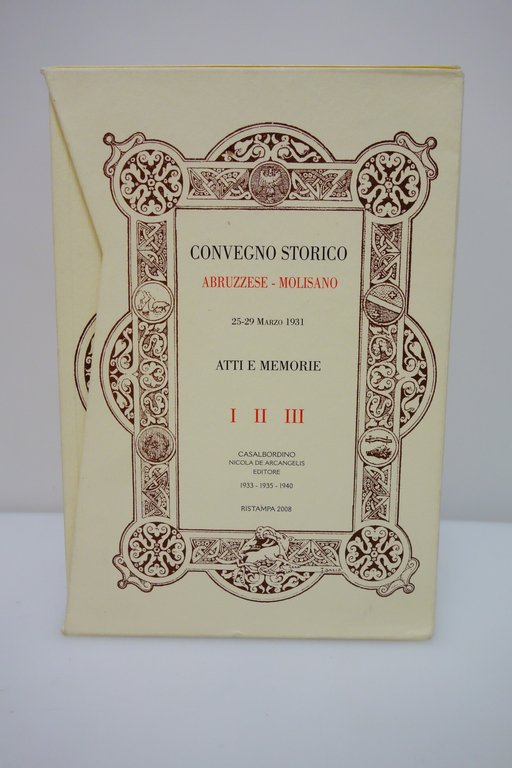 CONVEGNO STORICO
ABRUZZESE - MOLISANO
25-29 MARZO 1931
ATTI E MEMORIE
I II III
CASALBORDINO
NICOLA DE ARCANGELIS
EDITORE
1933 - 1935 - 1940
RISTAMPA 2008